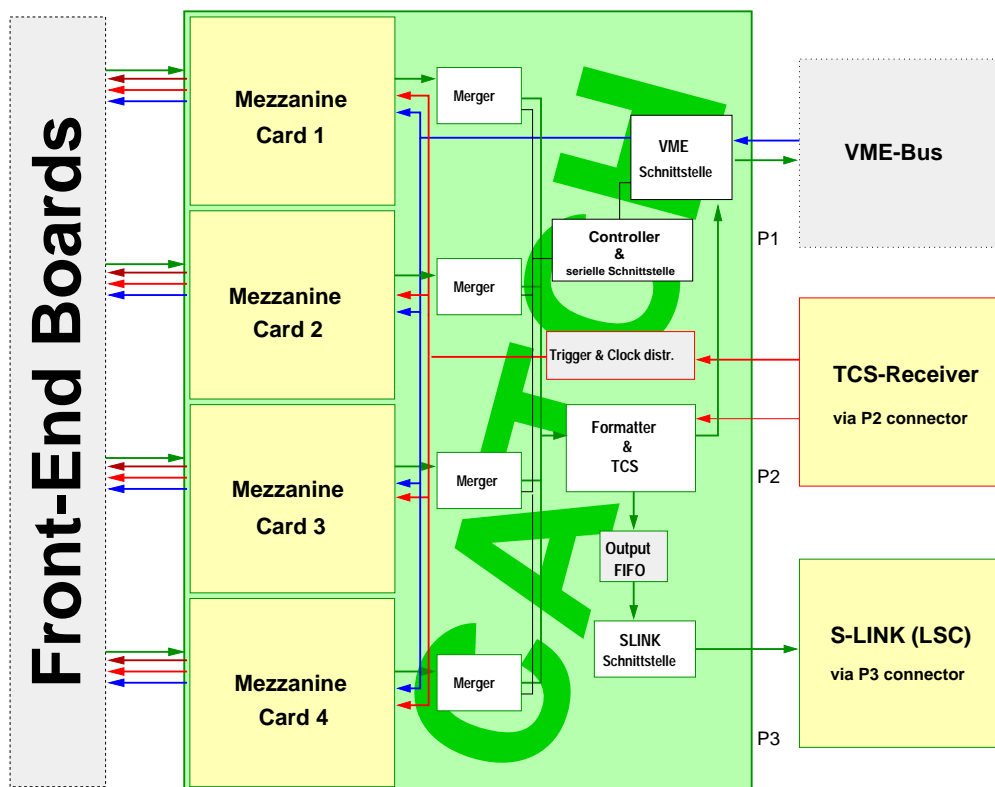 Front-End Boards
Mezzanine
Card 1
Mezzanine
Card 2
Mezzanine
Card 3
Mezzanine
Card 4
Merger
Merger
Merger
Merger
CATCH
VME
Schnittstelle
Controller
&
serielle Schnittstelle
Trigger & Clock distr.
Formatter
&
TCS
Output
FIFO
SLINK
Schnittstelle
P1
P2
P3
VME-Bus
TCS-Receiver
via P2 connector
S-LINK (LSC)
via P3 connector